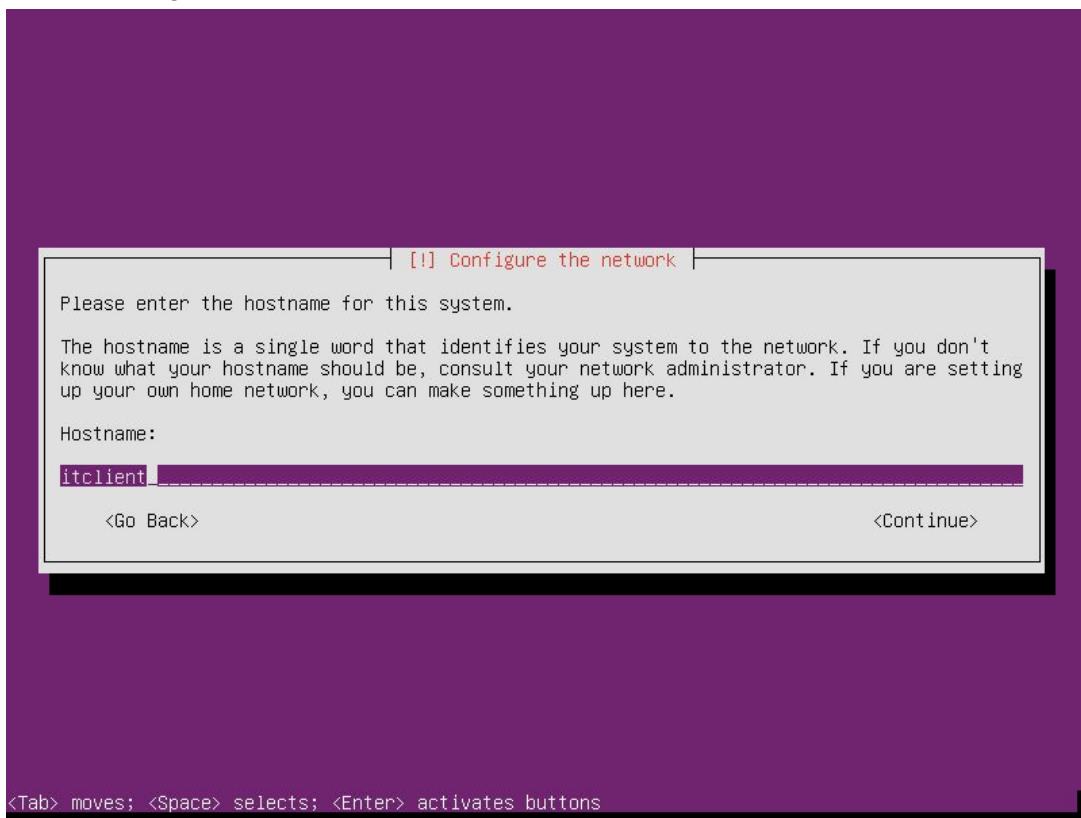 [!] Configure the network
Please enter the hostname for this system.
The hostname is a single word that identifies your system to the network. If you don't
know what your hostname should be, consult your network administrator. If you are setting
up your own home network, you can make something up here.
Hostname:
itclient
<Go Back> <Continue>
<Tab> moves; <Space> selects; <Enter> activates buttons